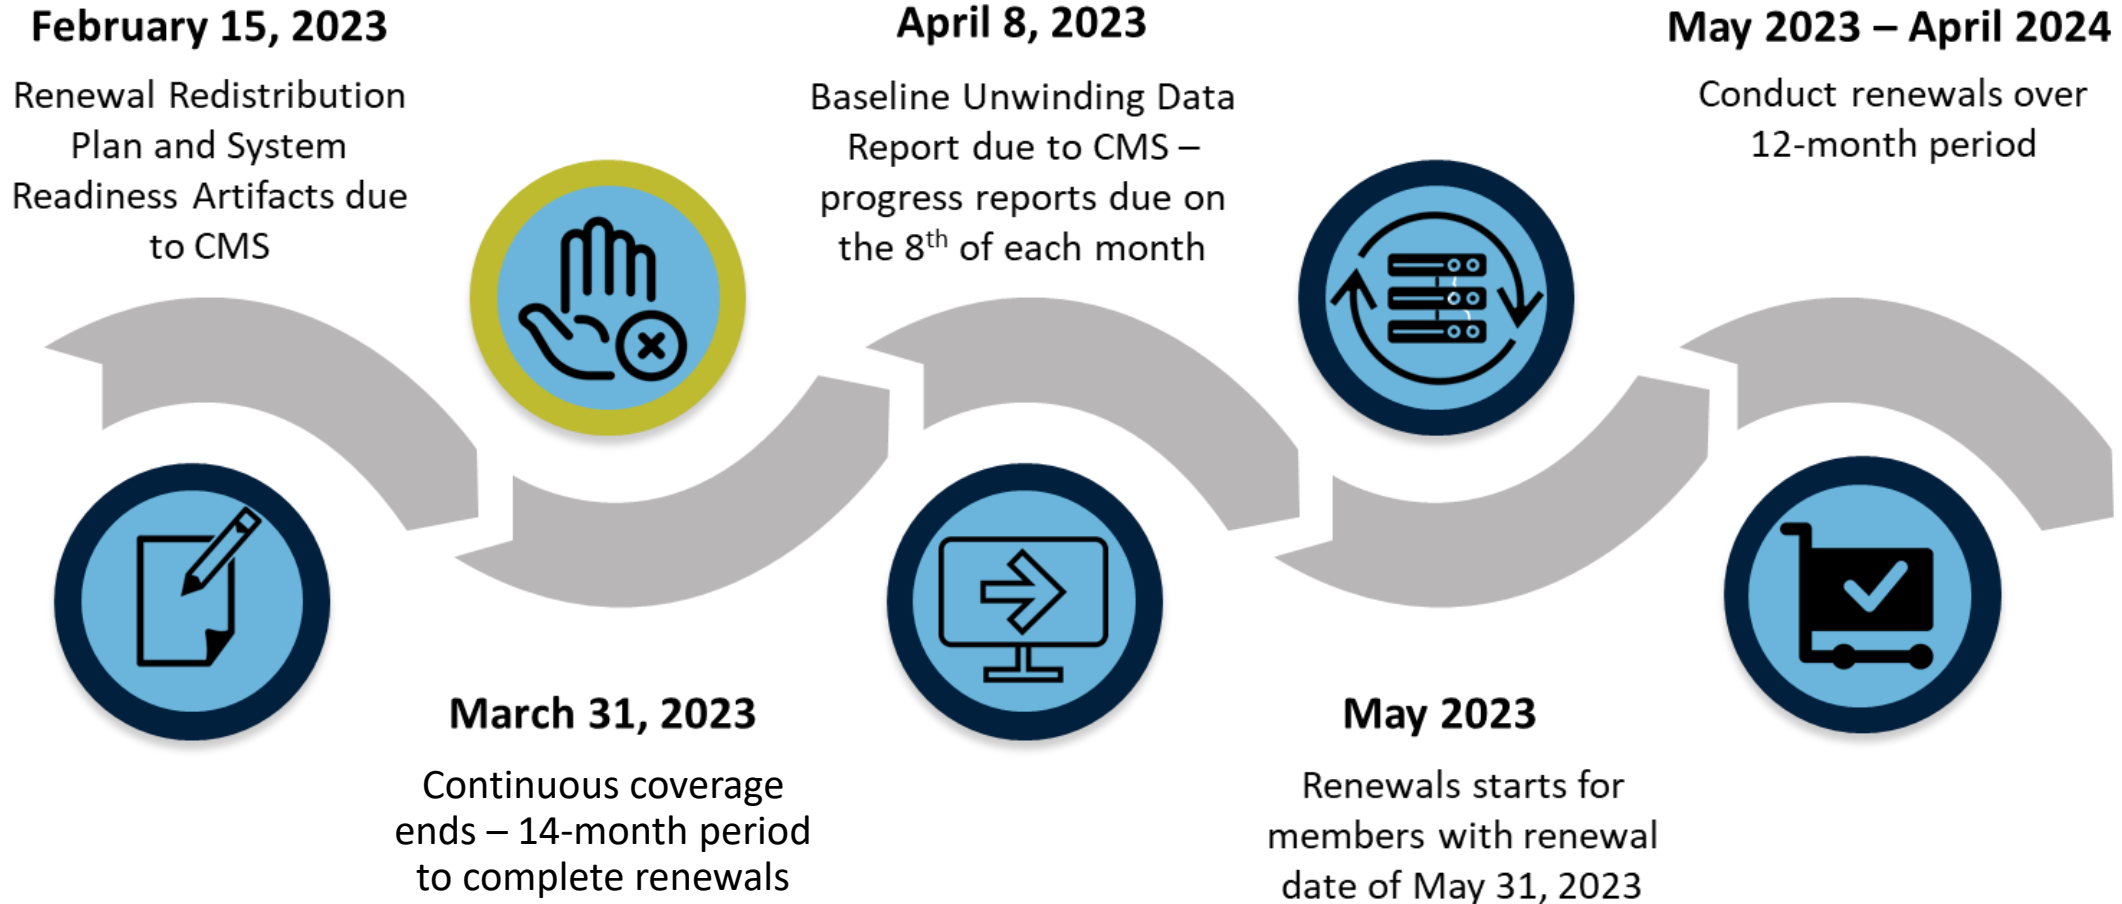 February 15, 2023
Renewal Redistribution
Plan and System
Readiness Artifacts due
to CMS
March 31, 2023
Continuous coverage
ends – 14-month period
to complete renewals
April 8, 2023
Baseline Unwinding Data
Report due to CMS –
progress reports due on
the 8th of each month
May 2023
Renewals starts for
members with renewal
date of May 31, 2023
May 2023 – April 2024
Conduct renewals over
12-month period